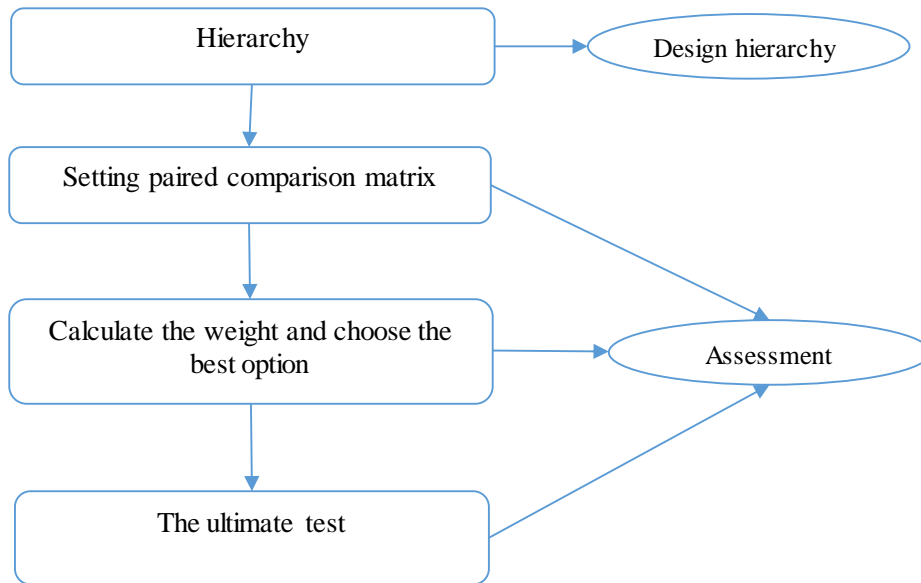 Hierarchy
Design hierarchy
Setting paired comparison matrix
Calculate the weight and choose the
best option
Assessment
The ultimate test